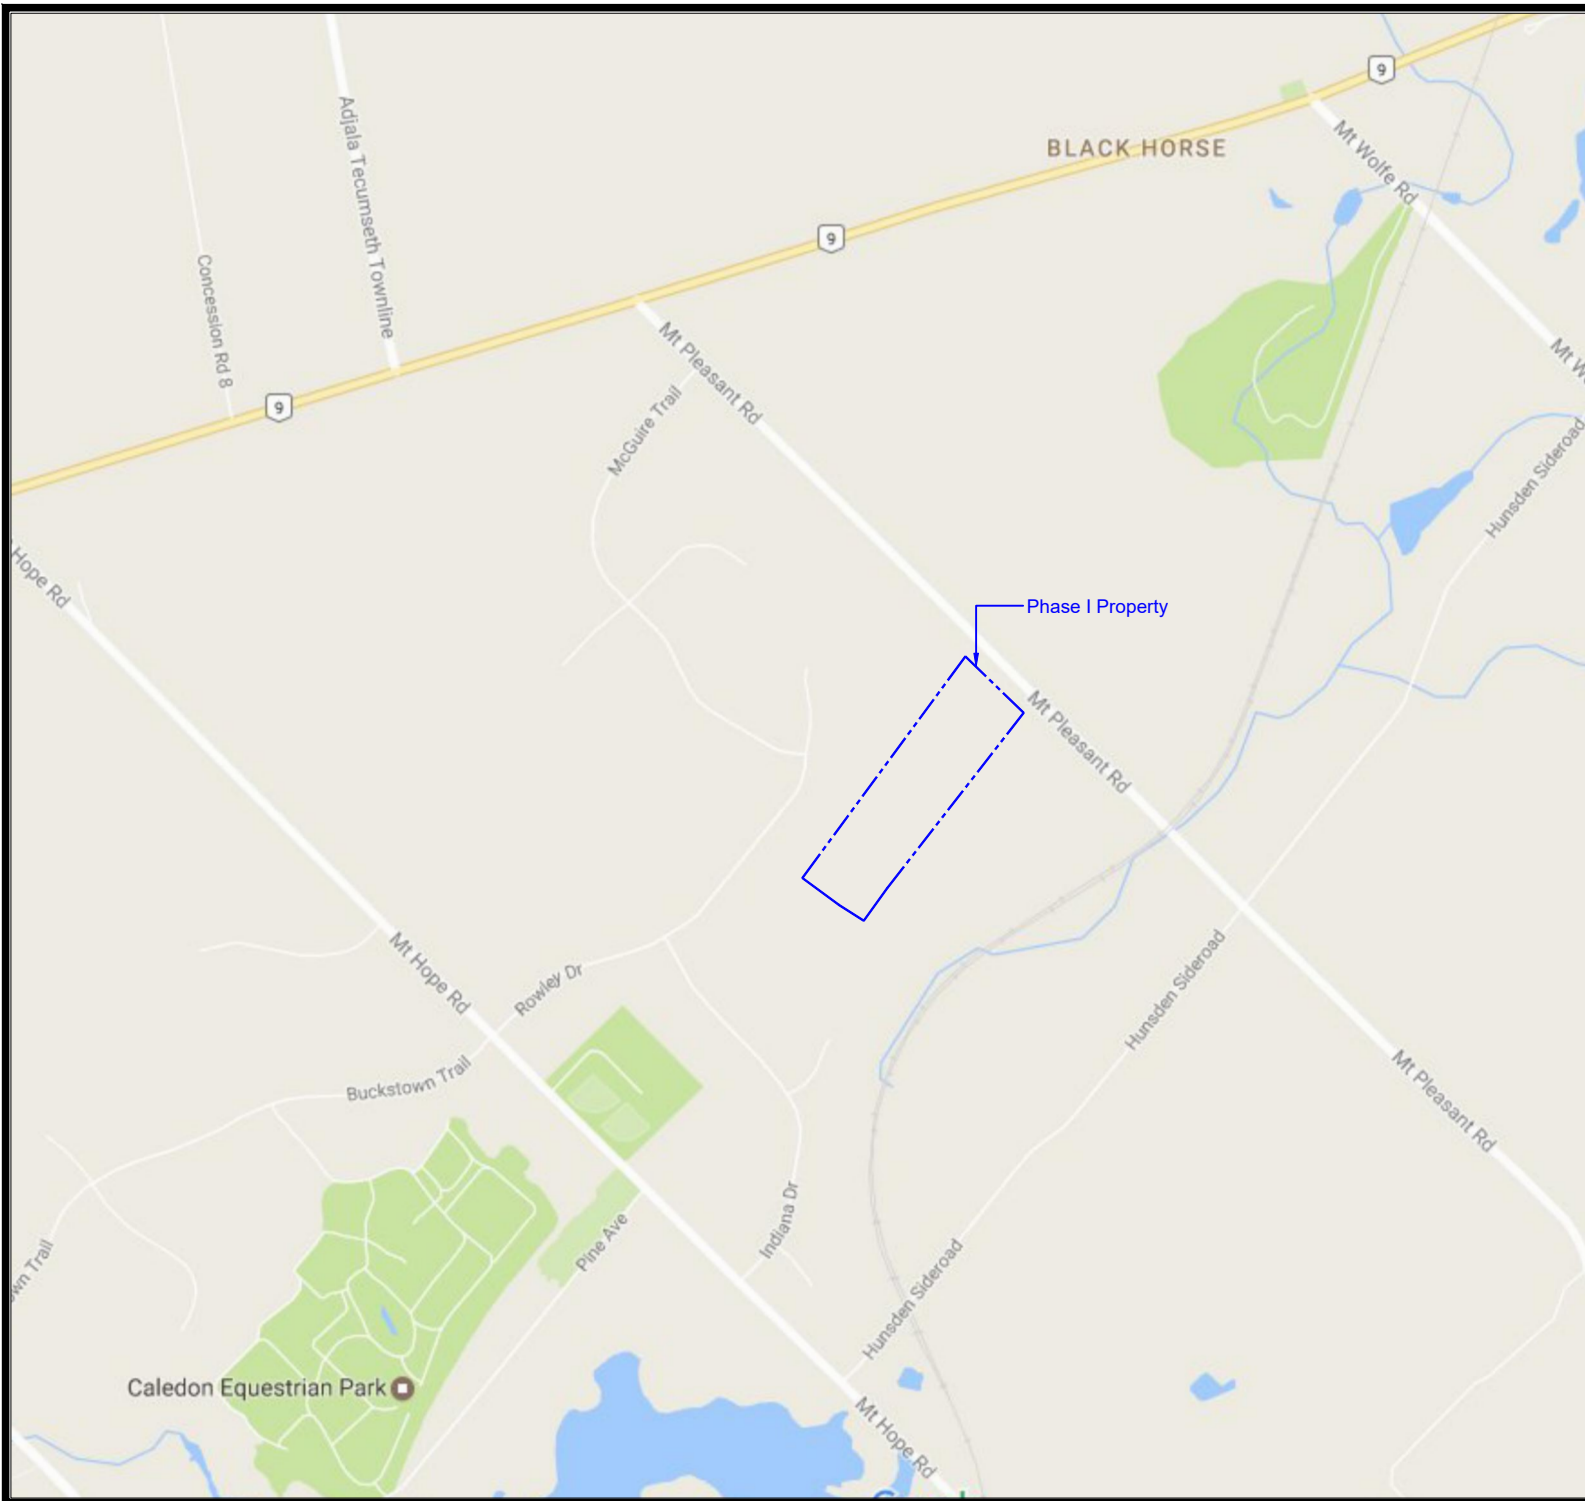 9
Adjala Tecumseth Townline
BLACK HORSE
Mt Wolfe Rd
9
Concession Rd 8
Mt Pleasant Rd
9
McGuire Trail
Hunsden Sideroad
Hope Rd
Phase I Property
Mt Pleasant Rd
Mt Hope Rd
Rowley Dr
Hunsden Sideroad
Buckstown Trail
Mt Pleasant Rd
Indiana Dr
Pine Ave
Trail
Hunsden Sideroad
Caledon Equestrian Park
Mt Hope Rd